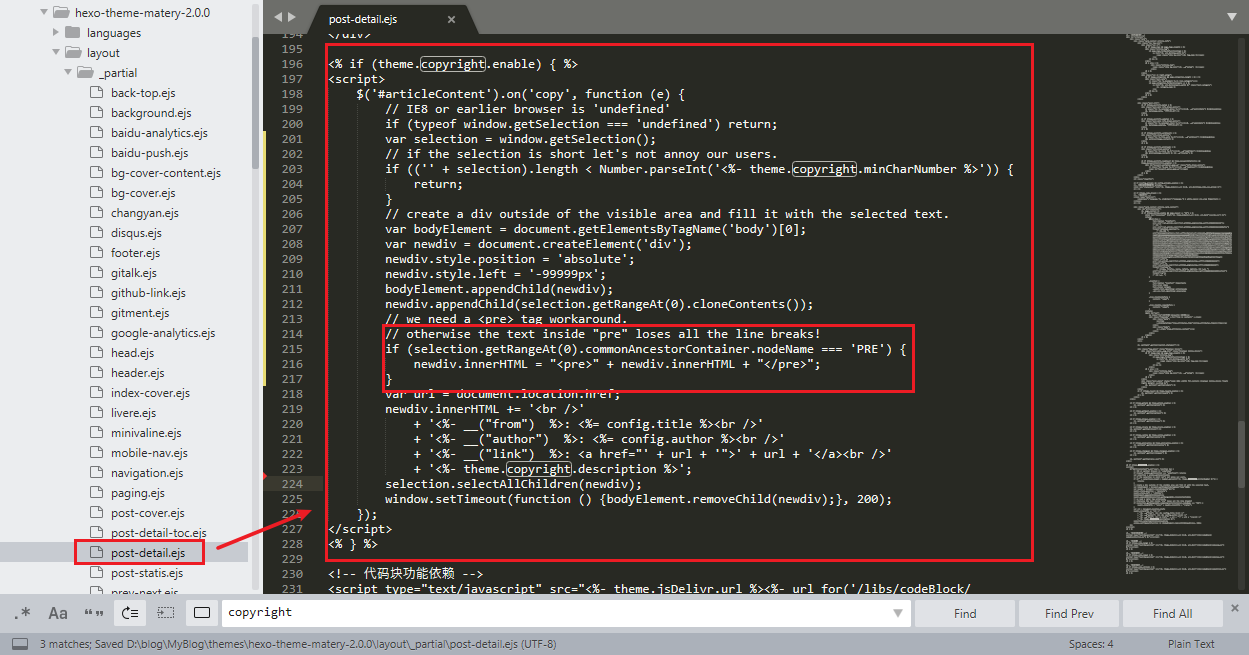 hexo-theme-matery-2.0.0
languages
layout
_partial
back-top.ejs
background.ejs
baidu-analytics.ejs
baidu-push.ejs
bg-cover-content.ejs
bg-cover.ejs
changyan.ejs
disqus.ejs
footer.ejs
gitalk.ejs
github-link.ejs
gitment.ejs
google-analytics.ejs
head.ejs
header.ejs
index-cover.ejs
livere.ejs
minivaline.ejs
mobile-nav.ejs
navigation.ejs
paging.ejs
post-cover.ejs
post-detail-toc.ejs
post-detail.ejs
post-statis.ejs
prev-next.ejs
post-detail.ejs ×
194 </div>
195
196 <% if (theme.copyright.enable) { %>
197 <script>
198     $('#articleContent').on('copy', function (e) {
199         // IE8 or earlier browser is 'undefined'
200         if (typeof window.getSelection === 'undefined') return;
201         var selection = window.getSelection();
202         // if the selection is short let's not annoy our users.
203         if (('' + selection).length < Number.parseInt('<%- theme.copyright.minCharNumber %>')) {
204             return;
205         }
206         // create a div outside of the visible area and fill it with the selected text.
207         var bodyElement = document.getElementsByTagName('body')[0];
208         var newdiv = document.createElement('div');
209         newdiv.style.position = 'absolute';
210         newdiv.style.left = '-99999px';
211         bodyElement.appendChild(newdiv);
212         newdiv.appendChild(selection.getRangeAt(0).cloneContents());
213         // we need a <pre> tag workaround.
214         // otherwise the text inside "pre" loses all the line breaks!
215         if (selection.getRangeAt(0).commonAncestorContainer.nodeName === 'PRE') {
216             newdiv.innerHTML = "<pre>" + newdiv.innerHTML + "</pre>";
217         }
218         var url = document.location.href;
219         newdiv.innerHTML += '<br />'
220             + '<%- __("from")  %>: <%= config.title %><br />'
221             + '<%- __("author")  %>: <%= config.author %><br />'
222             + '<%- __("link")  %>: <a href="' + url + '">' + url + '</a><br />'
223             + '<%- theme.copyright.description %>';
224         selection.selectAllChildren(newdiv);
225         window.setTimeout(function () {bodyElement.removeChild(newdiv);}, 200);
226     });
227 </script>
228 <% } %>
229
230 <!-- 代码块功能依赖 -->
231 <script type="text/javascript" src="<%- theme.jsDelivr.url %><%- url_for('/libs/codeBlock/
.* Aa “” copyright Find Find Prev Find All ×
3 matches; Saved D:\blog\MyBlog\themes\hexo-theme-matery-2.0.0\layout\_partial\post-detail.ejs (UTF-8) Spaces: 4 Plain Text